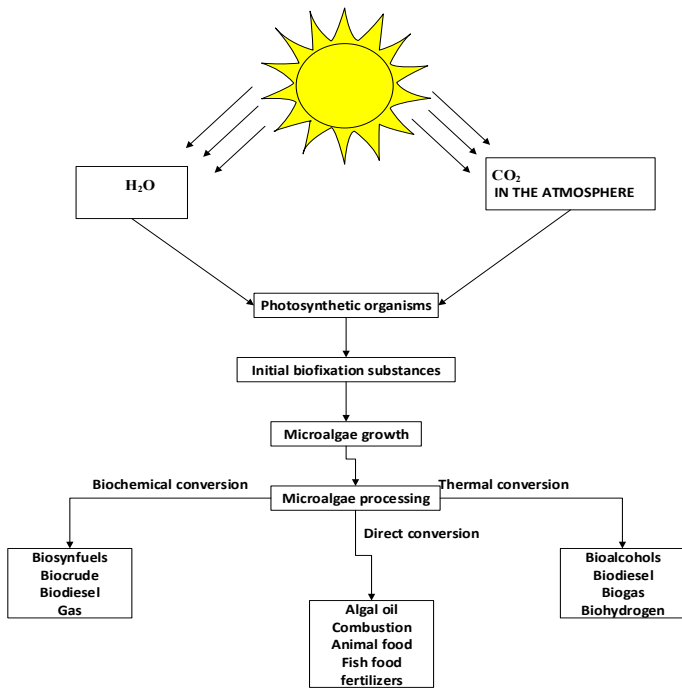 H₂O
CO₂
IN THE ATMOSPHERE
Photosynthetic organisms
Initial biofixation substances
Microalgae growth
Biochemical conversion
Thermal conversion
Microalgae processing
Direct conversion
Biosynfuels
Biocrude
Biodiesel
Gas
Algal oil
Combustion
Animal food
Fish food
fertilizers
Bioalcohols
Biodiesel
Biogas
Biohydrogen